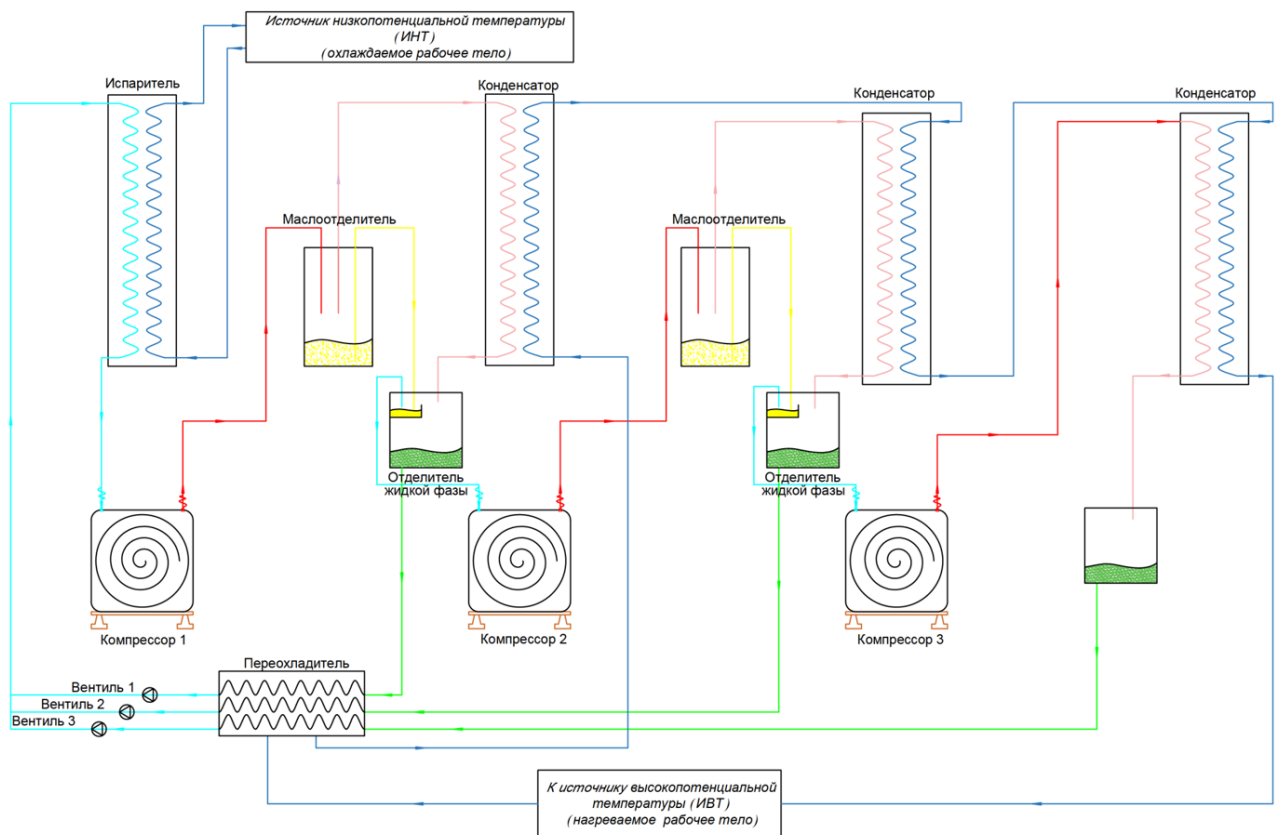 Источник низкопотенциальной температуры
(ИНТ)
(охлаждаемое рабочее тело)
Испаритель
Конденсатор
Конденсатор
Конденсатор
Маслоотделитель
Маслоотделитель
Отделитель
жидкой фазы
Отделитель
жидкой фазы
Компрессор 1
Компрессор 2
Компрессор 3
Переохладитель
Вентиль 1
Вентиль 2
Вентиль 3
К источнику высокопотенциальной
температуры (ИВТ)
(нагреваемое рабочее тело)